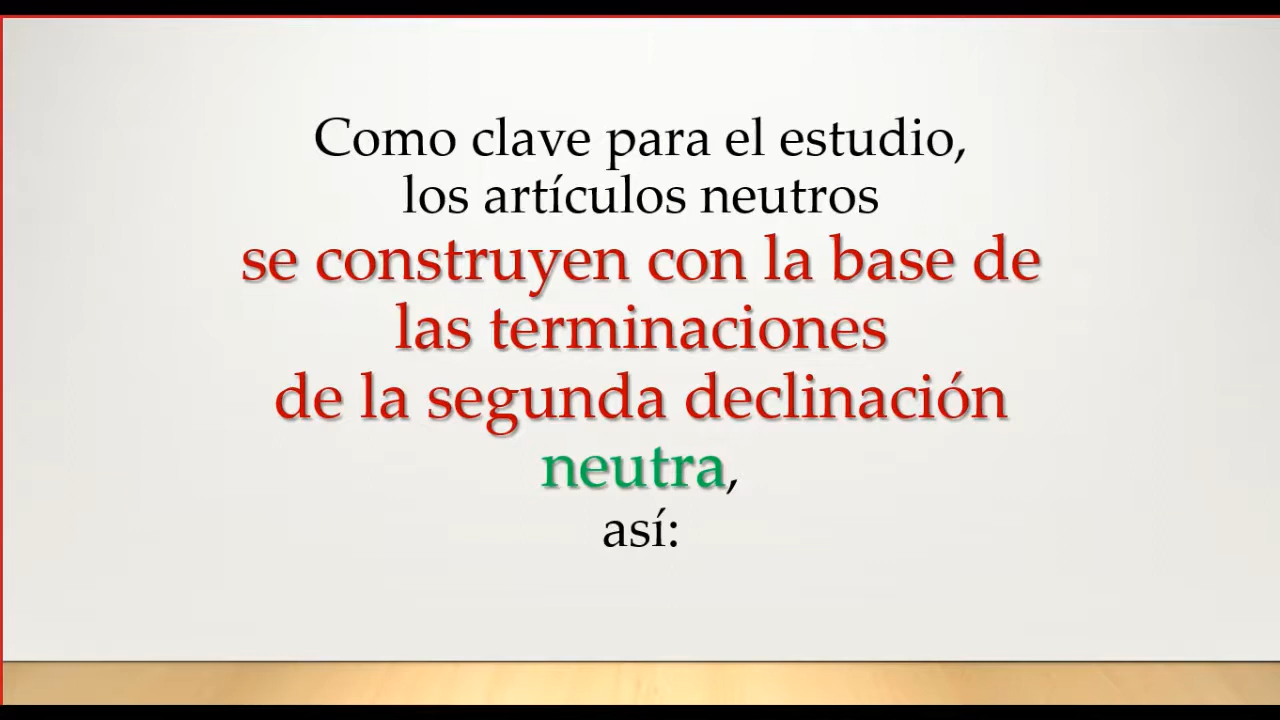 Como clave para el estudio,
los artículos neutros
se construyen con la base de
las terminaciones
de la segunda declinación
neutra,
así: